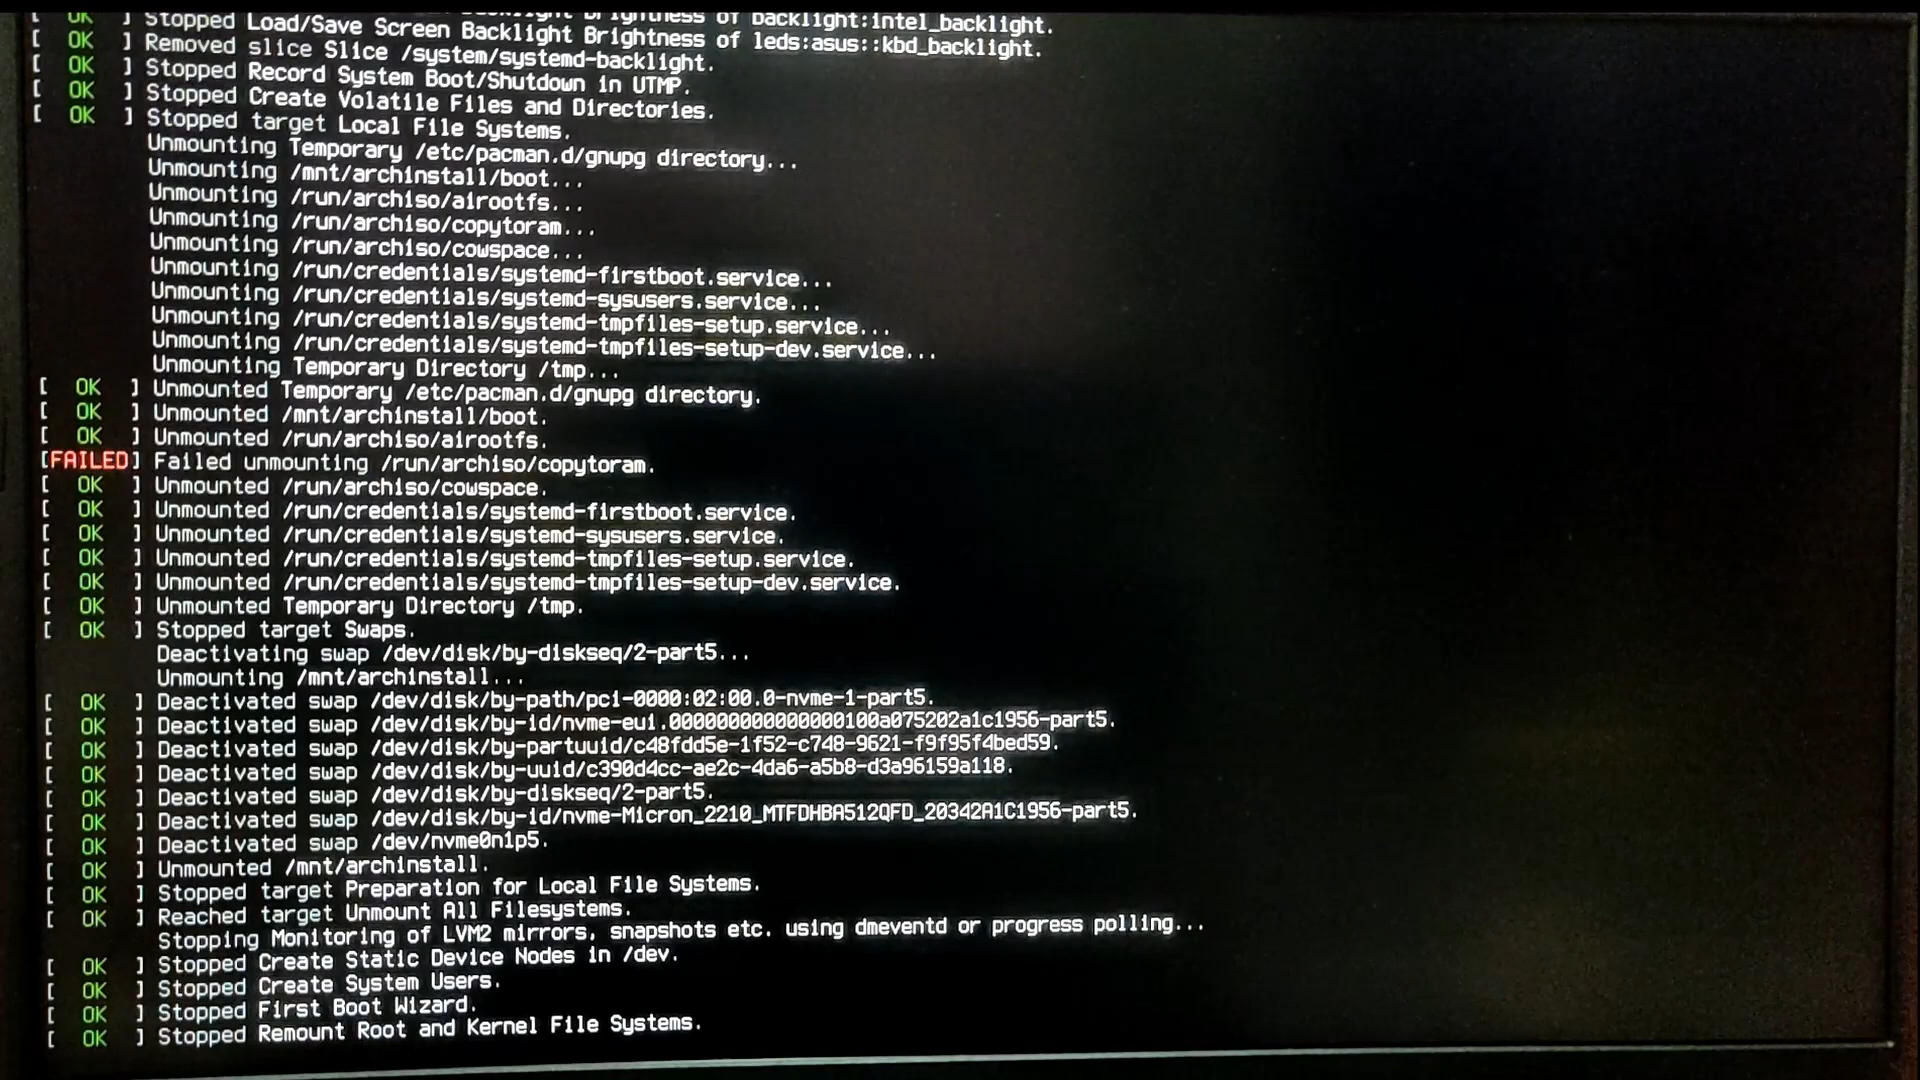 [ OK ] Stopped Load/Save Screen Backlight Brightness of backlight:intel_backlight.
[ OK ] Stopped Load/Save Screen Backlight Brightness of leds:asus::kbd_backlight.
[ OK ] Removed slice Slice /system/systemd-backlight.
[ OK ] Stopped Record System Boot/Shutdown in UTMP.
[ OK ] Stopped Create Volatile Files and Directories.
[ OK ] Stopped target Local File Systems.
Unmounting Temporary /etc/pacman.d/gnupg directory...
Unmounting /mnt/archinstall/boot...
Unmounting /run/archiso/airootfs...
Unmounting /run/archiso/copytoram...
Unmounting /run/archiso/cowspace...
Unmounting /run/credentials/systemd-firstboot.service...
Unmounting /run/credentials/systemd-sysusers.service...
Unmounting /run/credentials/systemd-tmpfiles-setup.service...
Unmounting /run/credentials/systemd-tmpfiles-setup-dev.service...
Unmounting Temporary Directory /tmp...
[ OK ] Unmounted Temporary /etc/pacman.d/gnupg directory.
[ OK ] Unmounted /mnt/archinstall/boot.
[ OK ] Unmounted /run/archiso/airootfs.
[FAILED] Failed unmounting /run/archiso/copytoram.
[ OK ] Unmounted /run/archiso/cowspace.
[ OK ] Unmounted /run/credentials/systemd-firstboot.service.
[ OK ] Unmounted /run/credentials/systemd-sysusers.service.
[ OK ] Unmounted /run/credentials/systemd-tmpfiles-setup.service.
[ OK ] Unmounted /run/credentials/systemd-tmpfiles-setup-dev.service.
[ OK ] Unmounted Temporary Directory /tmp.
[ OK ] Stopped target Swaps.
Deactivating swap /dev/disk/by-diskseq/2-part5...
Unmounting /mnt/archinstall...
[ OK ] Deactivated swap /dev/disk/by-path/pci-0000:02:00.0-nvme-1-part5.
[ OK ] Deactivated swap /dev/disk/by-id/nvme-eui.000000000000000100a075202a1c1956-part5.
[ OK ] Deactivated swap /dev/disk/by-partuuid/c48fdd5e-1f52-c748-9621-f9f95f4bed59.
[ OK ] Deactivated swap /dev/disk/by-uuid/c390d4cc-ae2c-4da6-a5b8-d3a96159a118.
[ OK ] Deactivated swap /dev/disk/by-diskseq/2-part5.
[ OK ] Deactivated swap /dev/disk/by-id/nvme-Micron_2210_MTFDHBA512QFD_20342A1C1956-part5.
[ OK ] Deactivated swap /dev/nvme0n1p5.
[ OK ] Unmounted /mnt/archinstall.
[ OK ] Stopped target Preparation for Local File Systems.
[ OK ] Reached target Unmount All Filesystems.
Stopping Monitoring of LVM2 mirrors, snapshots etc. using dmeventd or progress polling...
[ OK ] Stopped Create Static Device Nodes in /dev.
[ OK ] Stopped Create System Users.
[ OK ] Stopped First Boot Wizard.
[ OK ] Stopped Remount Root and Kernel File Systems.